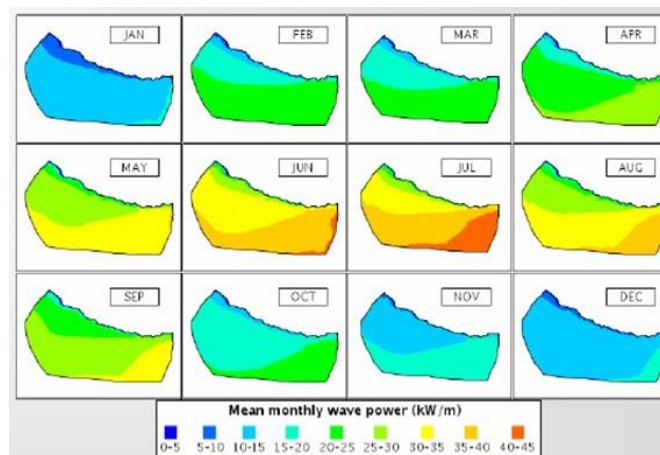 JAN
FEB
MAR
APR
MAY
JUN
JUL
AUG
SEP
OCT
NOV
DEC
Mean monthly wave power (kW/m)
0-5 5-10 10-15 15-20 20-25 25-30 30-35 35-40 40-45